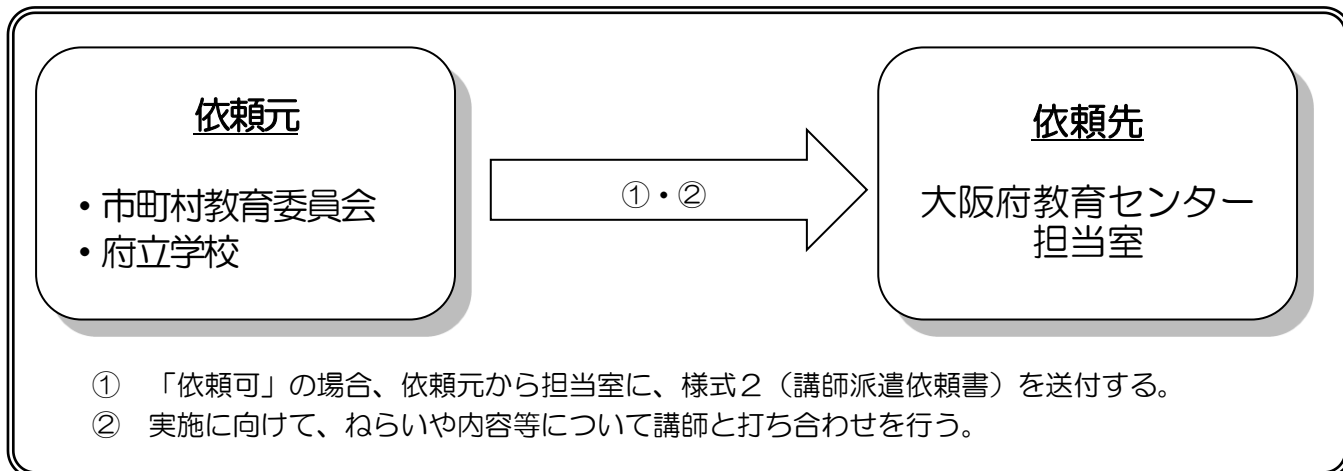 依頼元
・市町村教育委員会
・府立学校
①・②
依頼先
大阪府教育センター
担当室
① 「依頼可」の場合、依頼元から担当室に、様式２（講師派遣依頼書）を送付する。
② 実施に向けて、ねらいや内容等について講師と打ち合わせを行う。